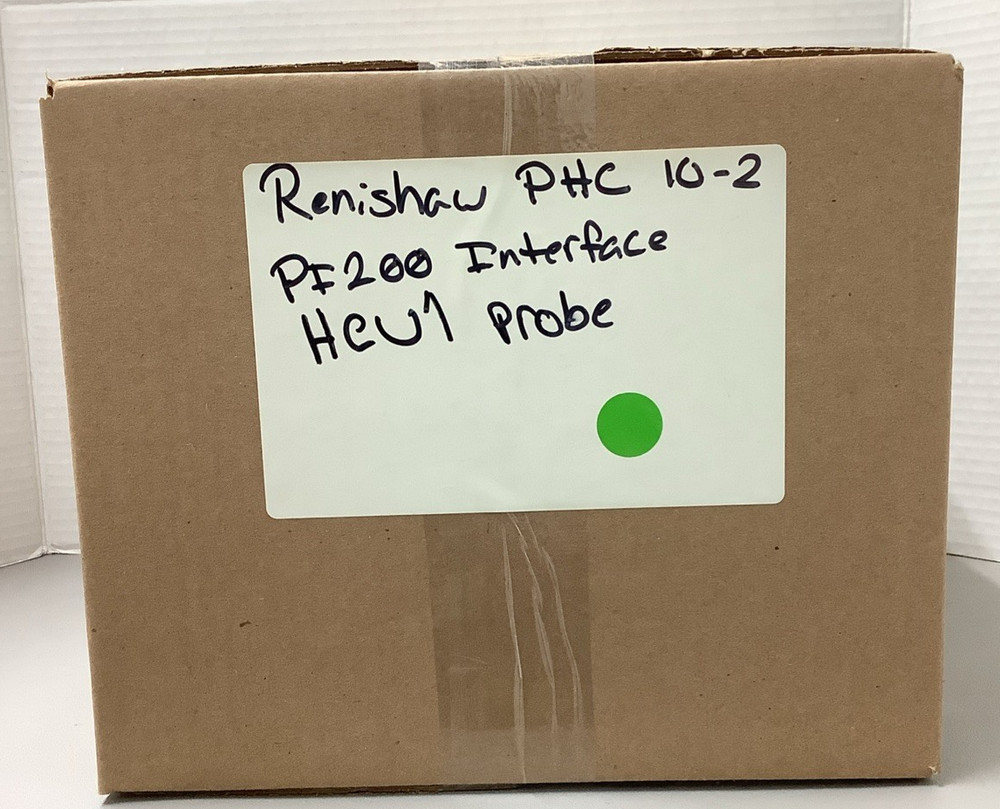 Renishaw PHC 10-2
PI200 Interface
HCU1 Probe